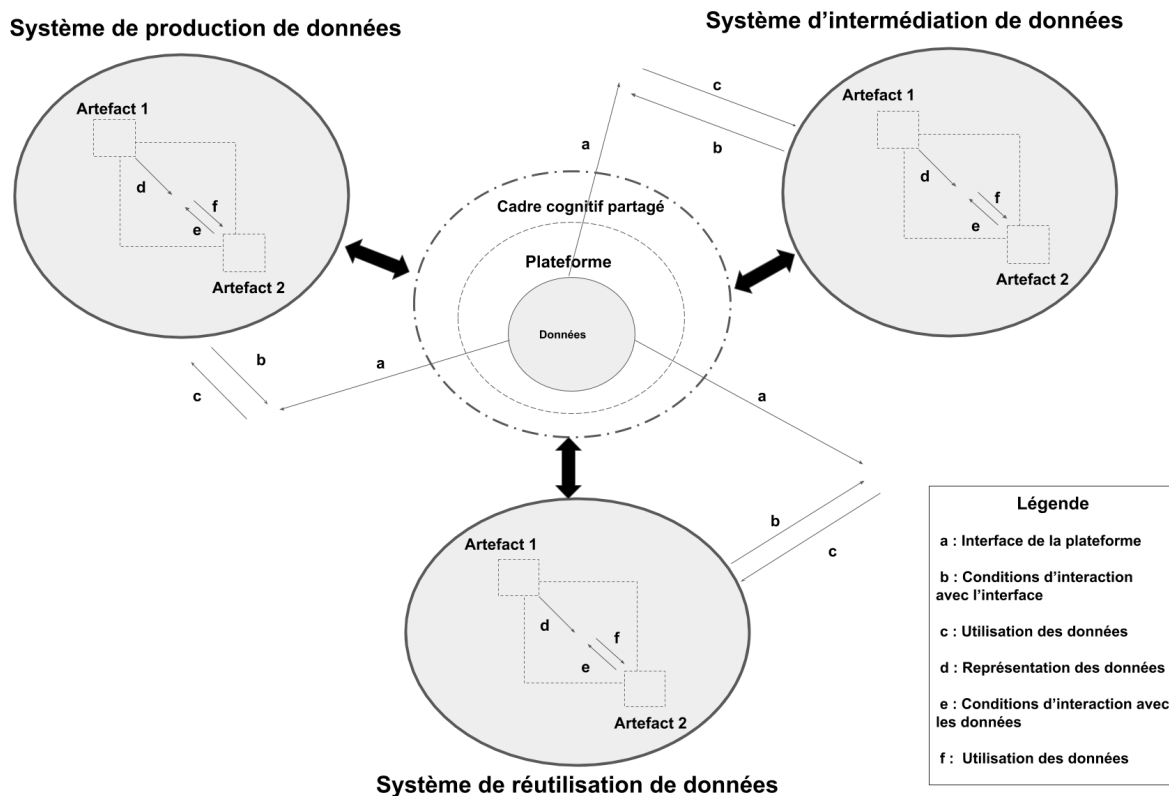 Système de production de données
Système d'intermédiation de données
Artefact 1
d
f
e
Artefact 2
Artefact 1
d
f
e
Artefact 2
c
b
a
Cadre cognitif partagé
Plateforme
Données
b
c
a
a
b
c
Artefact 1
d
f
e
Artefact 2
Système de réutilisation de données
Légende
a : Interface de la plateforme
b : Conditions d'interaction
avec l'interface
c : Utilisation des données
d : Représentation des données
e : Conditions d'interaction avec
les données
f : Utilisation des données